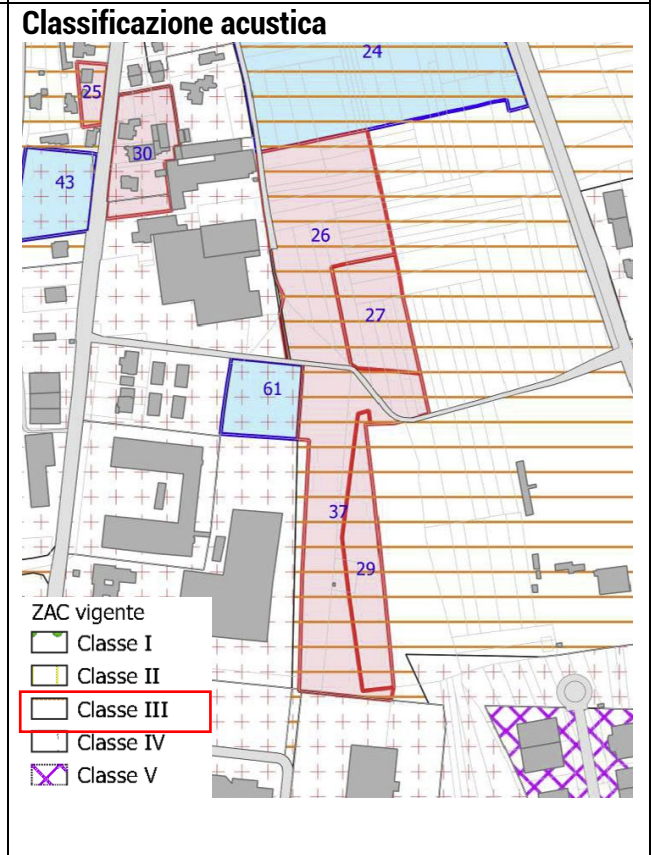 Classificazione acustica
24
25
30
43
26
27
61
37
29
ZAC vigente
Classe I
Classe II
Classe III
Classe IV
Classe V